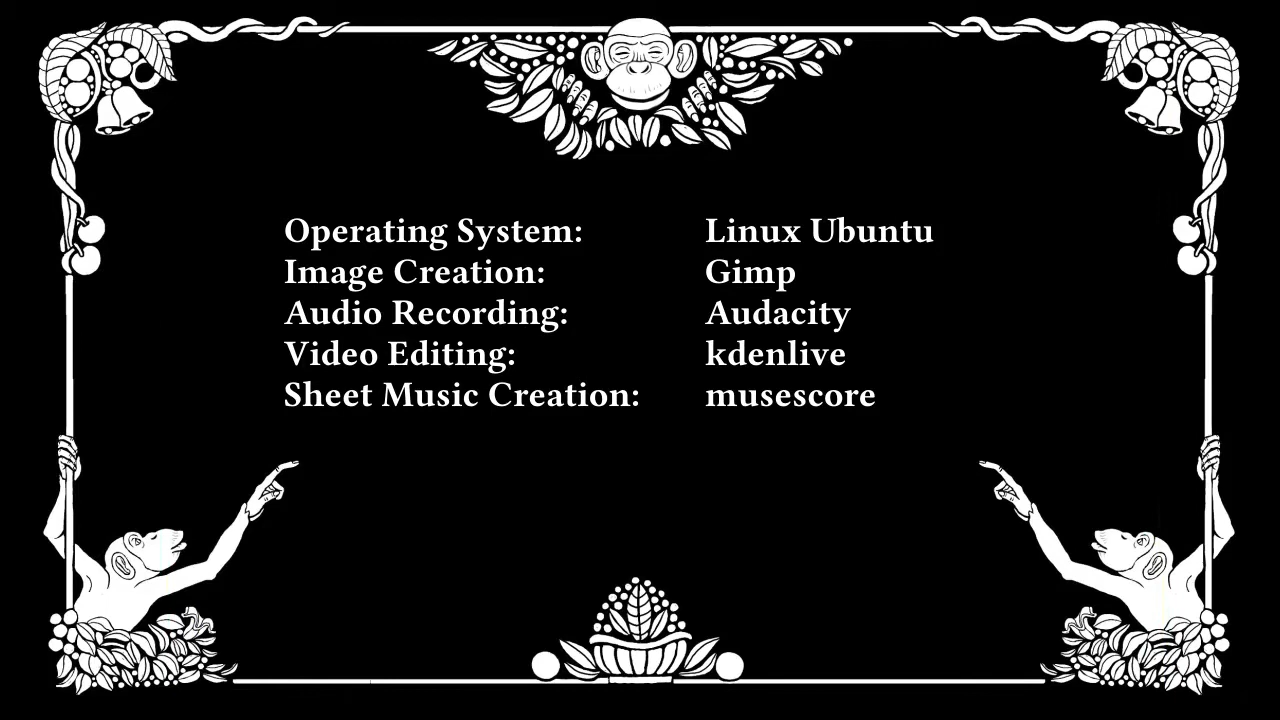 Operating System: Linux Ubuntu
Image Creation: Gimp
Audio Recording: Audacity
Video Editing: kdenlive
Sheet Music Creation: musescore